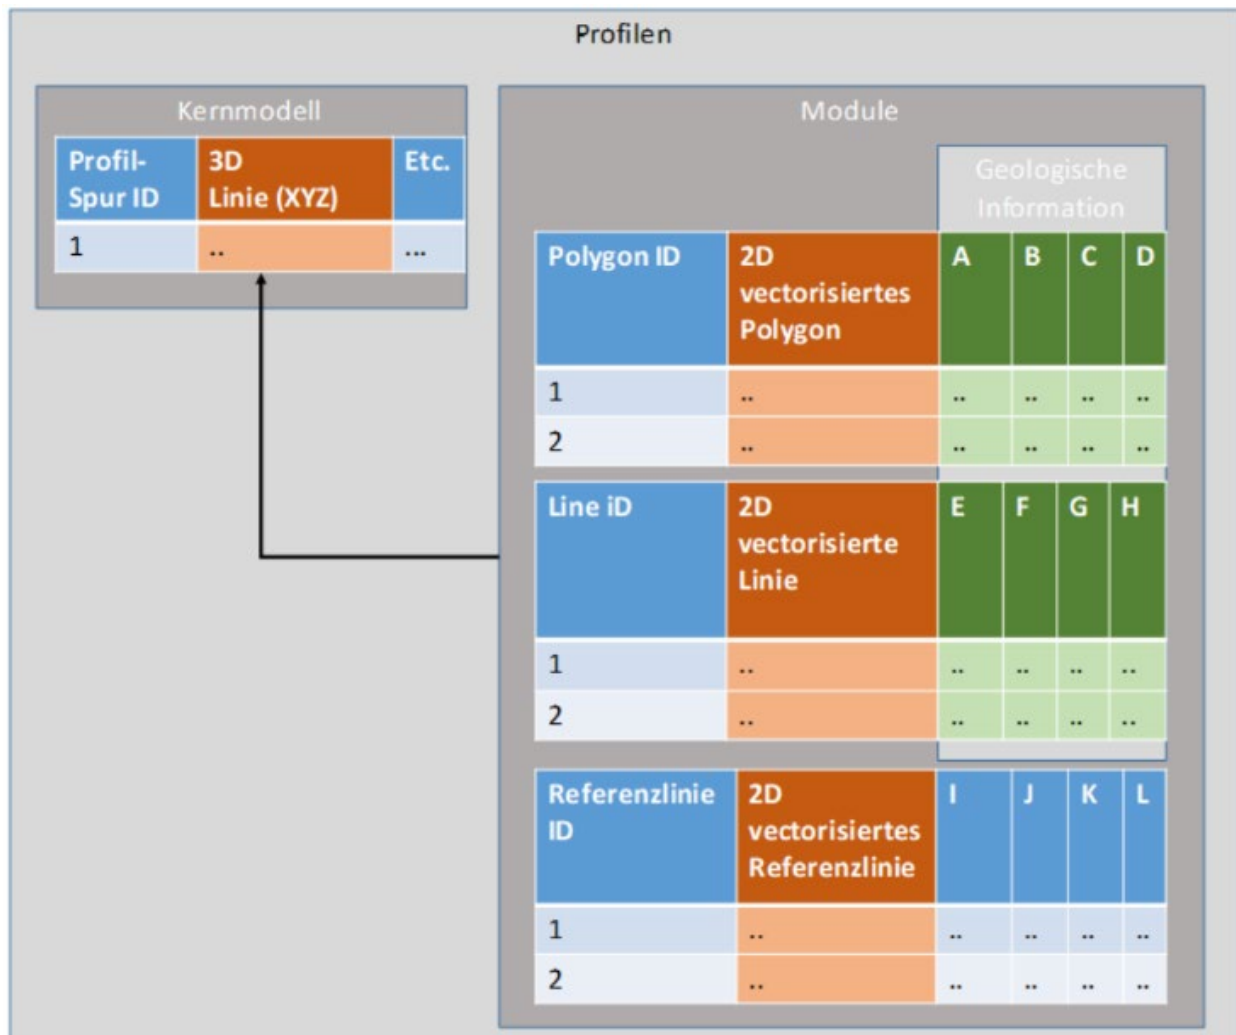 Profilen
Kernmodell
Profil-
Spur ID
3D
Linie (XYZ)
Etc.
1
..
...
Module
Geologische
Information
Polygon ID
2D
vectorisiertes
Polygon
A
B
C
D
1
..
..
..
..
..
2
..
..
..
..
..
Line iD
2D
vectorisierte
Linie
E
F
G
H
1
..
..
..
..
..
2
..
..
..
..
..
Referenzlinie
ID
2D
vectorisiertes
Referenzlinie
I
J
K
L
1
..
..
..
..
..
2
..
..
..
..
..